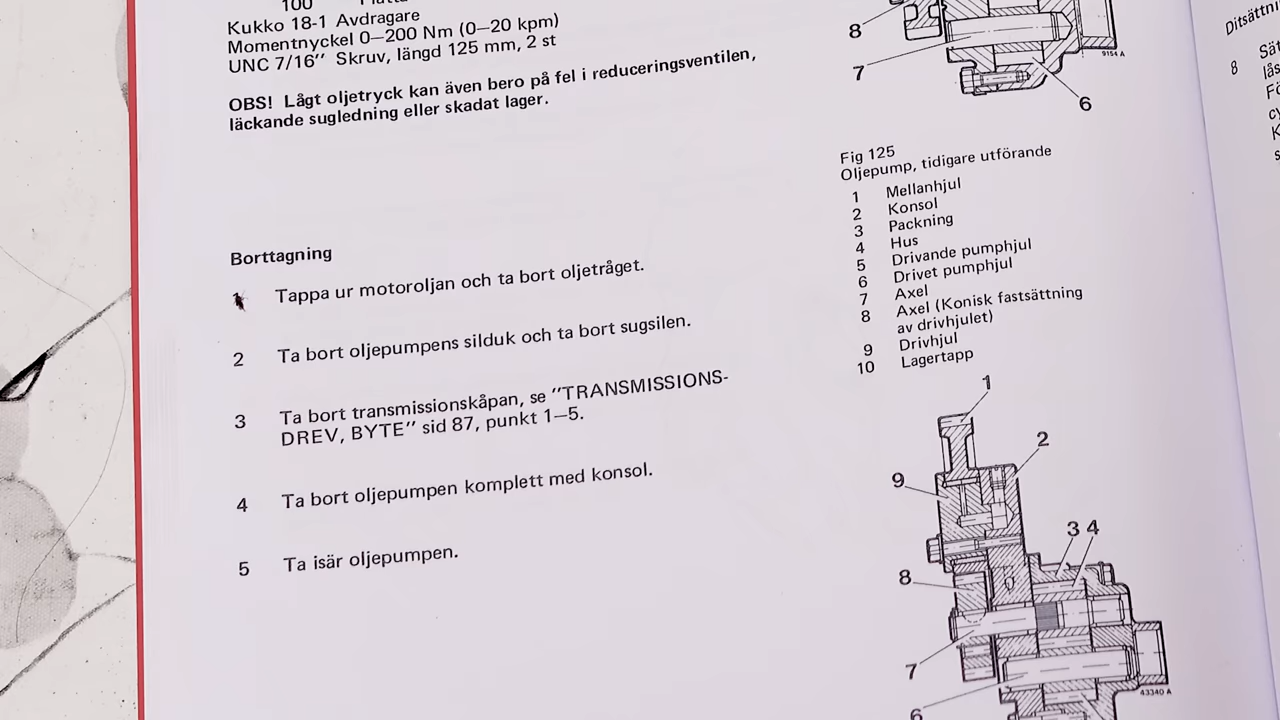 100
Kukko 18-1 Avdragare
Momentnyckel 0—200 Nm (0—20 kpm)
UNC 7/16” Skruv, längd 125 mm, 2 st
OBS! Lågt oljetryck kan även bero på fel i reduceringsventilen,
läckande sugledning eller skadat lager.
Borttagning
1 Tappa ur motoroljan och ta bort oljetråget.
2 Ta bort oljepumpens silduk och ta bort sugsilen.
3 Ta bort transmissionskåpan, se ”TRANSMISSIONS-
DREV, BYTE” sid 87, punkt 1—5.
4 Ta bort oljepumpen komplett med konsol.
5 Ta isär oljepumpen.
8
7
6
9154 A
Fig 125
Oljepump, tidigare utförande
1 Mellanhjul
2 Konsol
3 Packning
4 Hus
5 Drivande pumphjul
6 Drivet pumphjul
7 Axel
8 Axel (Konisk fastsättning
av drivhjulet)
9 Drivhjul
10 Lagertapp
1
2
9
3 4
8
7
6
43340 A
8